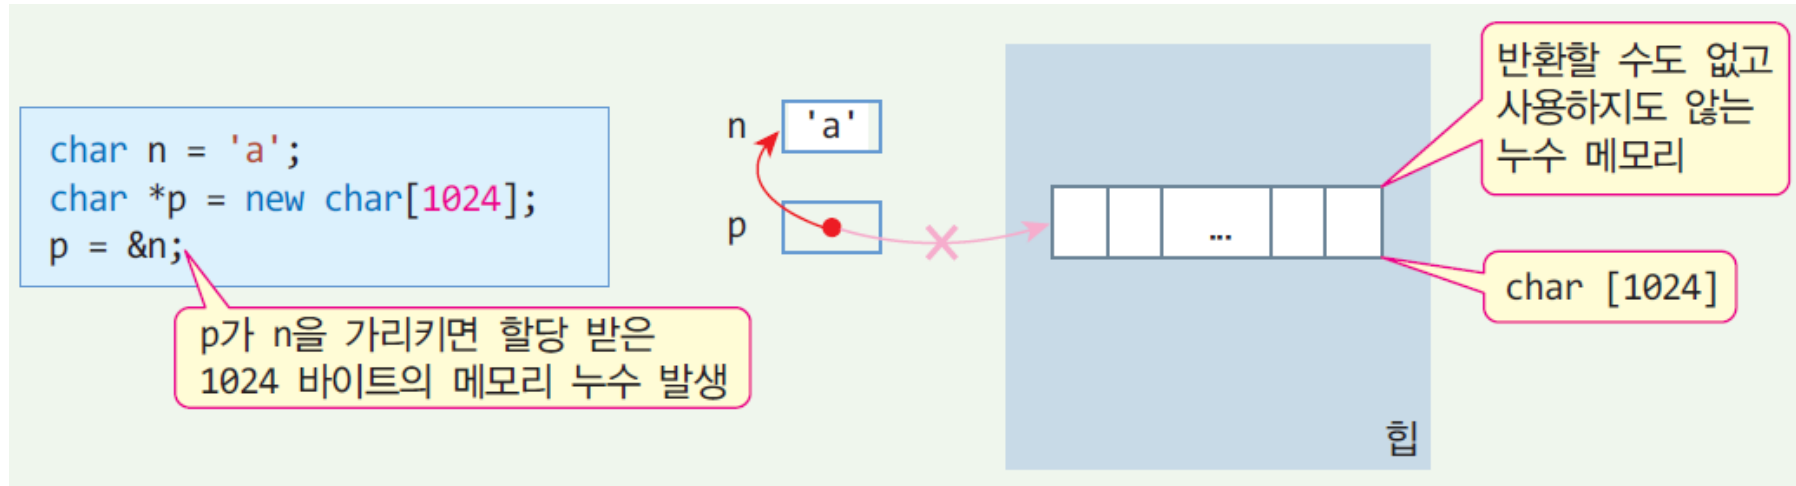 char n = 'a';
char *p = new char[1024];
p = &n;
p가 n을 가리키면 할당 받은
1024 바이트의 메모리 누수 발생
n
'a'
p
...
반환할 수도 없고
사용하지도 않는
누수 메모리
char [1024]
힙